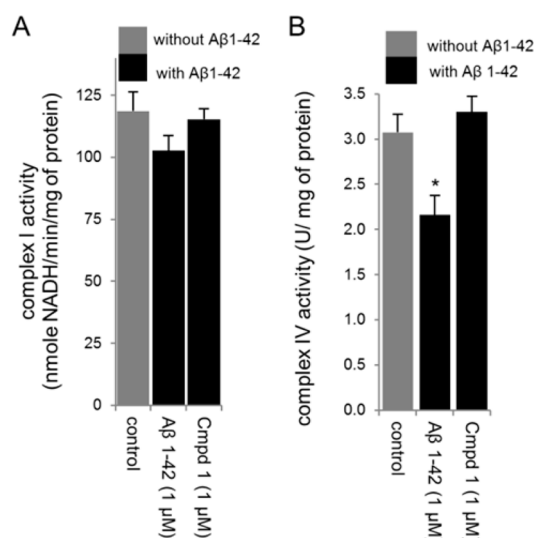 A
without Aβ1-42
with Aβ1-42
complex I activity
(nmole NADH/min/mg of protein)
125
100
75
50
25
0
control
Aβ 1-42 (1 μM)
Cmpd 1 (1 μM)
B
without Aβ1-42
with Aβ 1-42
complex IV activity (U/ mg of protein)
3.5
3.0
2.5
2.0
1.5
1.0
0.5
0.0
*
control
Aβ 1-42 (1 μM
Cmpd 1 (1 μM)